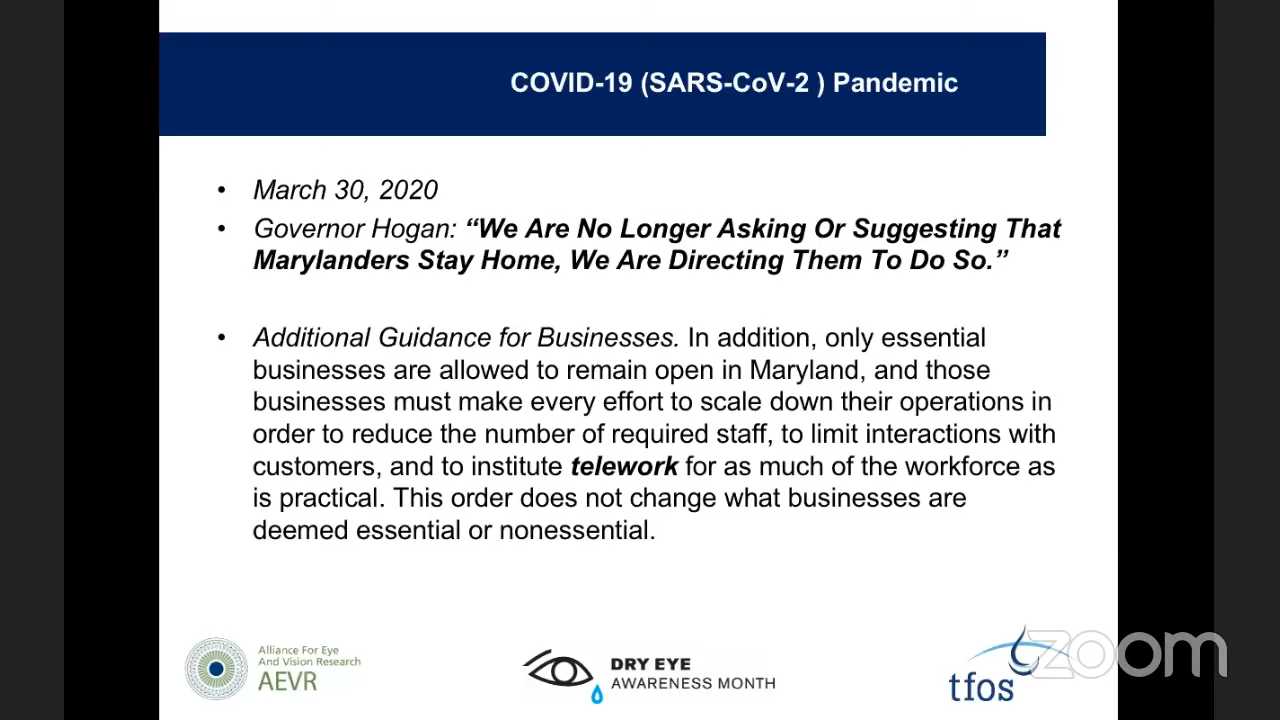 COVID-19 (SARS-CoV-2 ) Pandemic
• March 30, 2020
• Governor Hogan: “We Are No Longer Asking Or Suggesting That
Marylanders Stay Home, We Are Directing Them To Do So.”
• Additional Guidance for Businesses. In addition, only essential
businesses are allowed to remain open in Maryland, and those
businesses must make every effort to scale down their operations in
order to reduce the number of required staff, to limit interactions with
customers, and to institute telework for as much of the workforce as
is practical. This order does not change what businesses are
deemed essential or nonessential.
Alliance For Eye
And Vision Research
AEVR
DRY EYE
AWARENESS MONTH
tfos
zoom